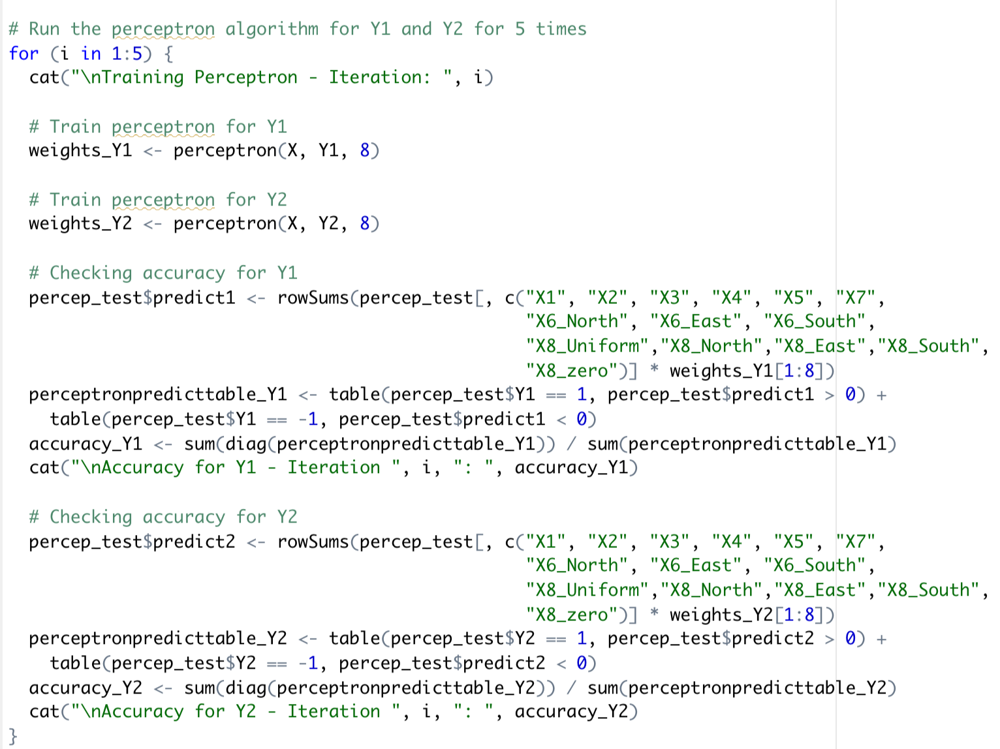 # Run the perceptron algorithm for Y1 and Y2 for 5 times
for (i in 1:5) {
  cat("\nTraining Perceptron - Iteration: ", i)
  # Train perceptron for Y1
  weights_Y1 <- perceptron(X, Y1, 8)
  # Train perceptron for Y2
  weights_Y2 <- perceptron(X, Y2, 8)
  # Checking accuracy for Y1
  percep_test$predict1 <- rowSums(percep_test[, c("X1", "X2", "X3", "X4", "X5", "X7",
                                                  "X6_North", "X6_East", "X6_South",
                                                  "X8_Uniform","X8_North","X8_East","X8_South",
                                                  "X8_zero")] * weights_Y1[1:8])
  perceptronpredicttable_Y1 <- table(percep_test$Y1 == 1, percep_test$predict1 > 0) +
    table(percep_test$Y1 == -1, percep_test$predict1 < 0)
  accuracy_Y1 <- sum(diag(perceptronpredicttable_Y1)) / sum(perceptronpredicttable_Y1)
  cat("\nAccuracy for Y1 - Iteration ", i, ": ", accuracy_Y1)
  # Checking accuracy for Y2
  percep_test$predict2 <- rowSums(percep_test[, c("X1", "X2", "X3", "X4", "X5", "X7",
                                                  "X6_North", "X6_East", "X6_South",
                                                  "X8_Uniform","X8_North","X8_East","X8_South",
                                                  "X8_zero")] * weights_Y2[1:8])
  perceptronpredicttable_Y2 <- table(percep_test$Y2 == 1, percep_test$predict2 > 0) +
    table(percep_test$Y2 == -1, percep_test$predict2 < 0)
  accuracy_Y2 <- sum(diag(perceptronpredicttable_Y2)) / sum(perceptronpredicttable_Y2)
  cat("\nAccuracy for Y2 - Iteration ", i, ": ", accuracy_Y2)
}